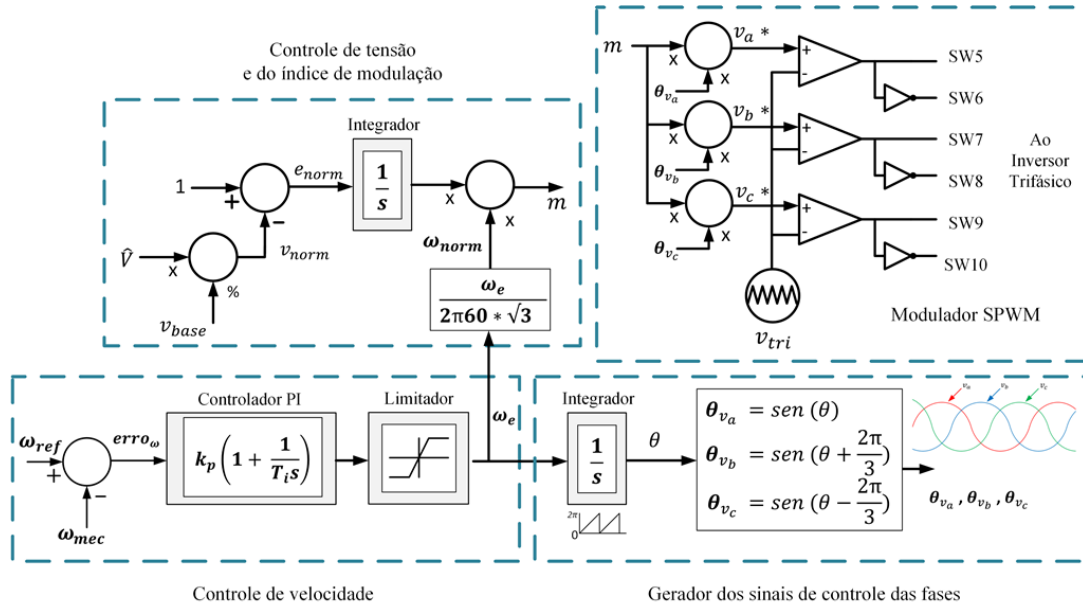 Controle de tensão
e do índice de modulação
Integrador
1
+
-
e_norm
1/s
x
x
m
V̂
x
%
v_norm
v_base
ω_norm
ω_e / 2π60 * √3
m
x
x
θ_va
v_a *
+
-
SW5
SW6
x
x
θ_vb
v_b *
+
-
SW7
SW8
x
x
θ_vc
v_c *
+
-
SW9
SW10
Ao
Inversor
Trifásico
v_tri
Modulador SPWM
ω_ref
+
-
ω_mec
erro_ω
Controlador PI
k_p (1 + 1/T_i s)
Limitador
ω_e
Controle de velocidade
Integrador
1/s
2π
0
θ
θ_va = sen (θ)
θ_vb = sen (θ + 2π/3)
θ_vc = sen (θ − 2π/3)
v_a v_b v_c
θ_va , θ_vb , θ_vc
Gerador dos sinais de controle das fases